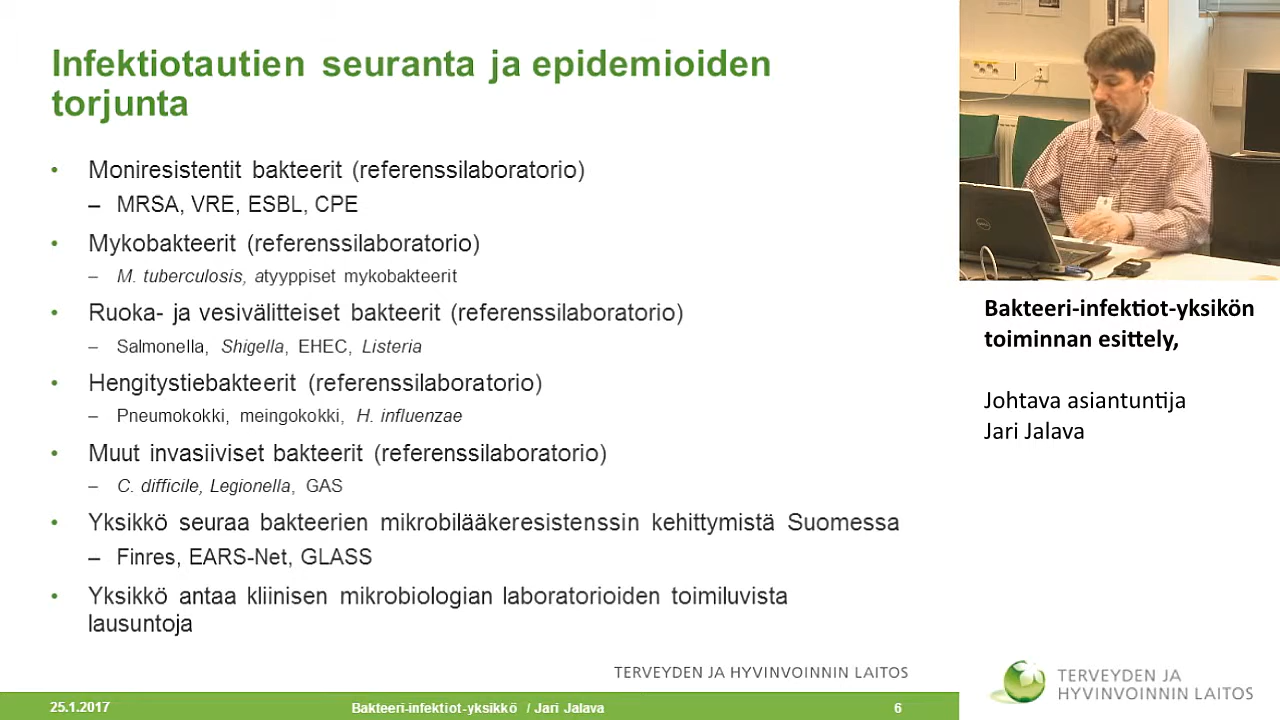 Infektiotautien seuranta ja epidemioiden
torjunta
• Moniresistentit bakteerit (referenssilaboratorio)
– MRSA, VRE, ESBL, CPE
• Mykobakteerit (referenssilaboratorio)
– M. tuberculosis, atyyppiset mykobakteerit
• Ruoka- ja vesivälitteiset bakteerit (referenssilaboratorio)
– Salmonella, Shigella, EHEC, Listeria
• Hengitystiebakteerit (referenssilaboratorio)
– Pneumokokki, meingokokki, H. influenzae
• Muut invasiiviset bakteerit (referenssilaboratorio)
– C. difficile, Legionella, GAS
• Yksikkö seuraa bakteerien mikrobilääkeresistenssin kehittymistä Suomessa
– Finres, EARS-Net, GLASS
• Yksikkö antaa kliinisen mikrobiologian laboratorioiden toimiluvista
lausuntoja
TERVEYDEN JA HYVINVOINNIN LAITOS
25.1.2017 Bakteeri-infektiot-yksikkö / Jari Jalava 6
Bakteeri-infektiot-yksikön
toiminnan esittely,
Johtava asiantuntija
Jari Jalava
TERVEYDEN JA
HYVINVOINNIN LAITOS